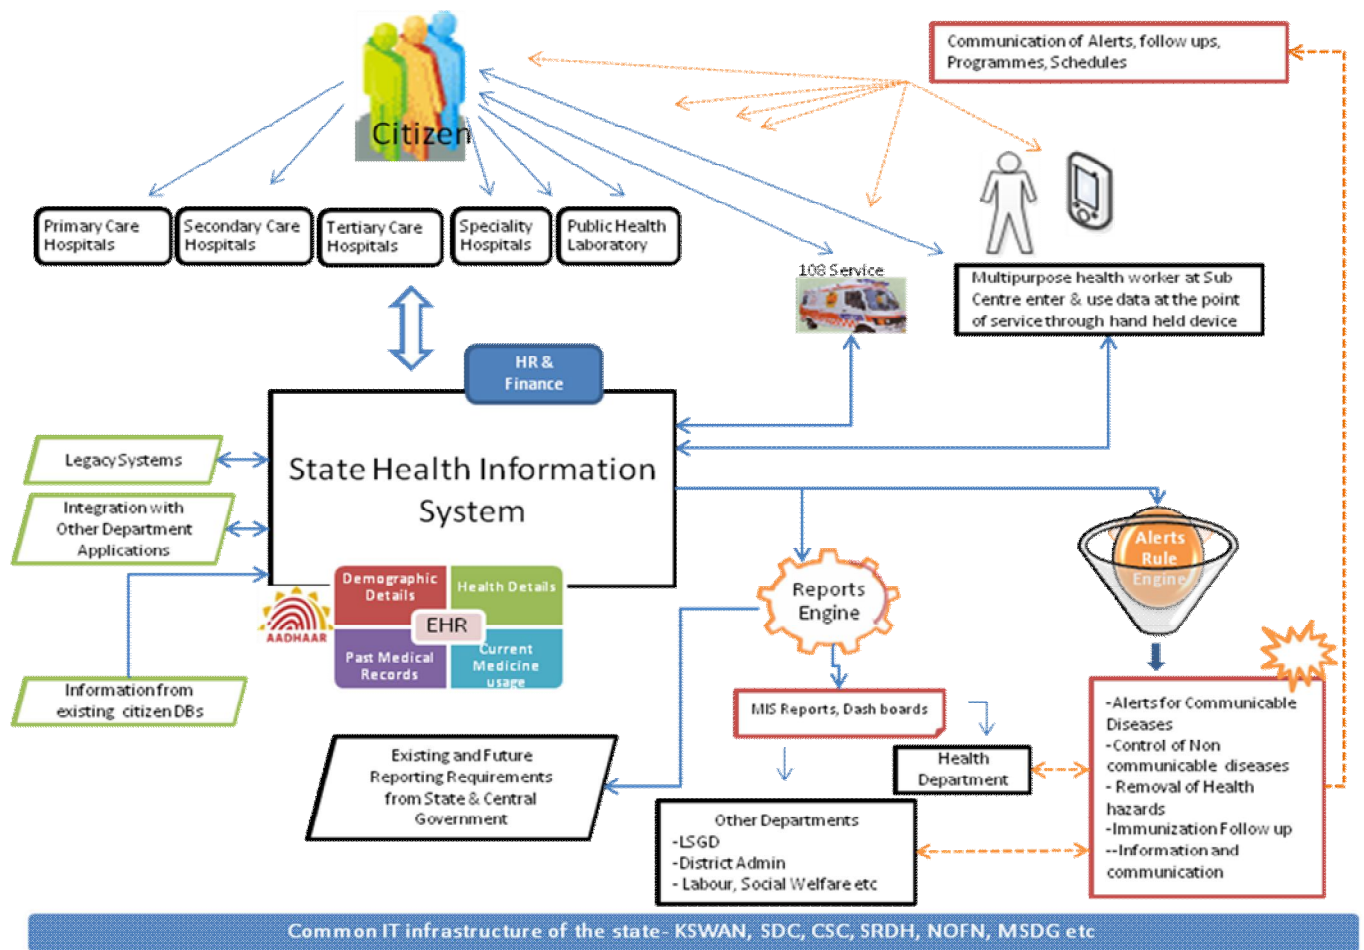 Communication of Alerts, follow ups,
Programmes, Schedules
Citizen
Primary Care
Hospitals
Secondary Care
Hospitals
Tertiary Care
Hospitals
Speciality
Hospitals
Public Health
Laboratory
108 Service
Multipurpose health worker at Sub
Centre enter & use data at the point
of service through hand held device
HR &
Finance
State Health Information
System
Legacy Systems
Integration with
Other Department
Applications
Information from
existing citizen DBs
AADHAAR
Demographic
Details
Health Details
EHR
Past Medical
Records
Current
Medicine
usage
Reports
Engine
Alerts
Rule
Engine
MIS Reports, Dash boards
Existing and Future
Reporting Requirements
from State & Central
Government
Health
Department
Other Departments
-LSGD
-District Admin
- Labour, Social Welfare etc
-Alerts for Communicable
Diseases
-Control of Non
communicable diseases
- Removal of Health
hazards
-Immunization Follow up
--Information and
communication
Common IT infrastructure of the state- KSWAN, SDC, CSC, SRDH, NOFN, MSDG etc